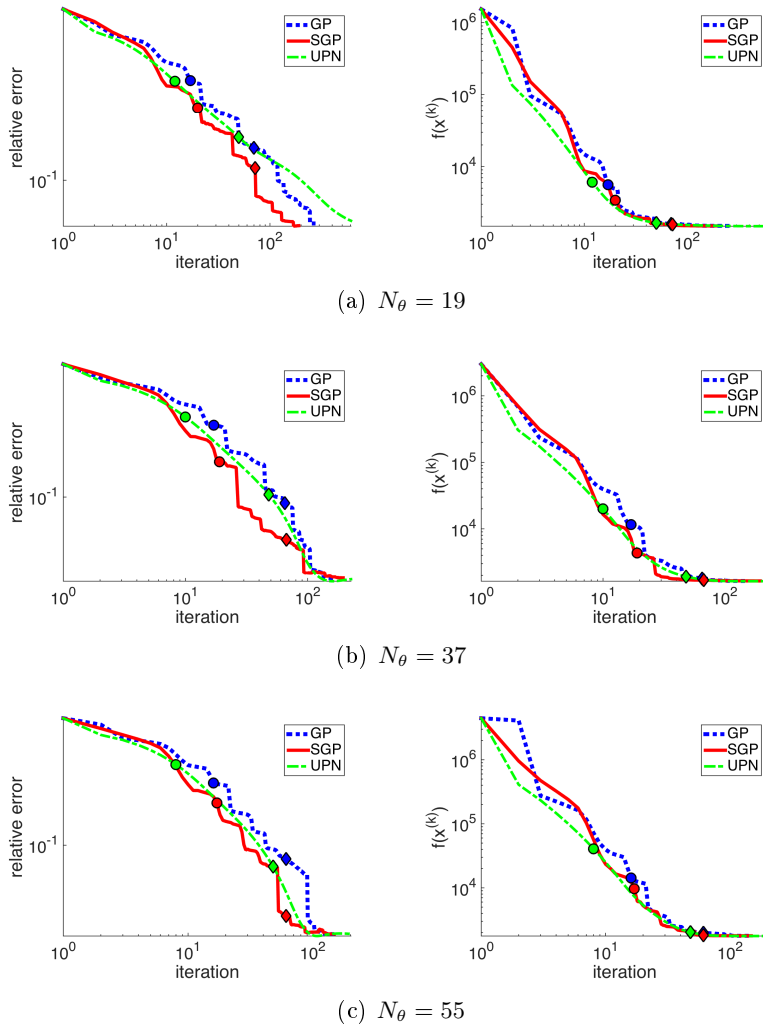 relative error
10^-1
GP
SGP
UPN
10^0 10^1 10^2
iteration
f(x^(k))
10^6
10^5
10^4
GP
SGP
UPN
10^0 10^1 10^2
iteration
(a) N_θ = 19
relative error
10^-1
GP
SGP
UPN
10^0 10^1 10^2
iteration
f(x^(k))
10^6
10^5
10^4
GP
SGP
UPN
10^0 10^1 10^2
iteration
(b) N_θ = 37
relative error
10^-1
GP
SGP
UPN
10^0 10^1 10^2
iteration
f(x^(k))
10^6
10^5
10^4
GP
SGP
UPN
10^0 10^1 10^2
iteration
(c) N_θ = 55